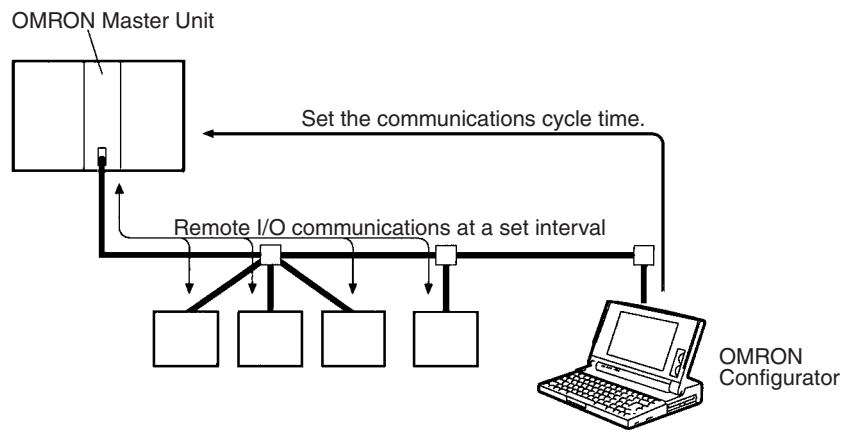 OMRON Master Unit
Set the communications cycle time.
Remote I/O communications at a set interval
OMRON
Configurator